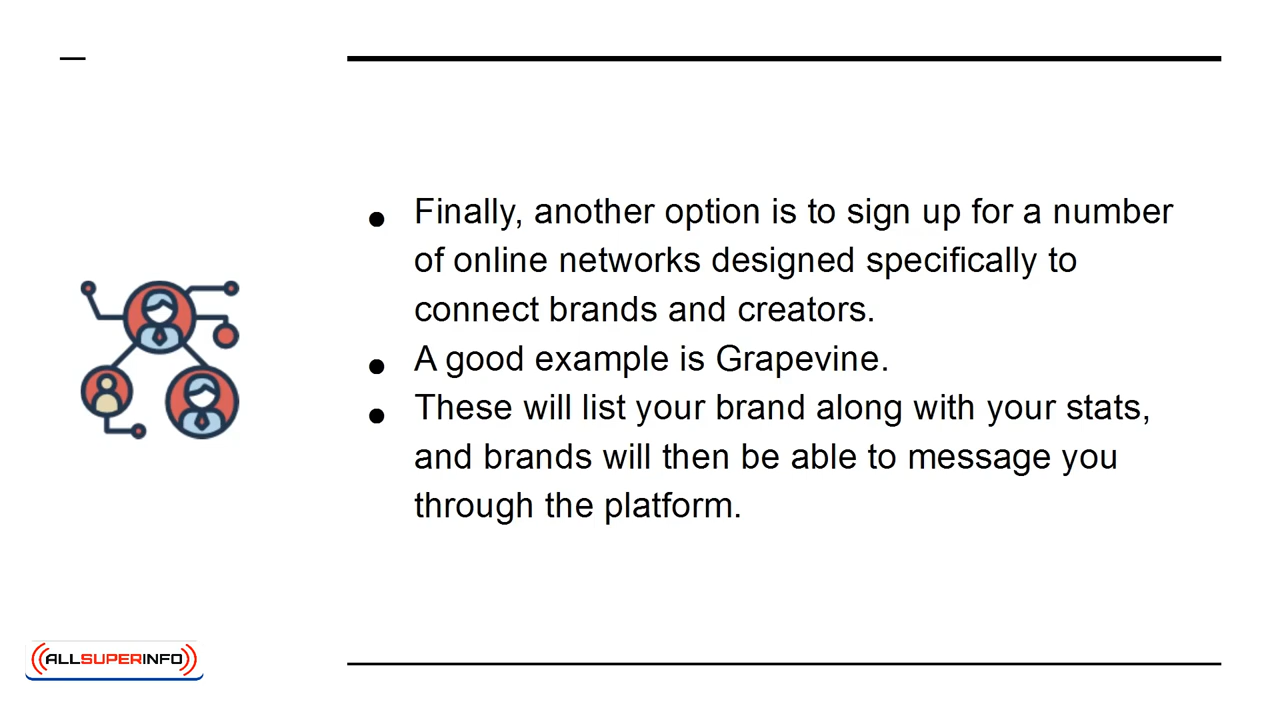 Finally, another option is to sign up for a number
of online networks designed specifically to
connect brands and creators.
A good example is Grapevine.
These will list your brand along with your stats,
and brands will then be able to message you
through the platform.
ALLSUPERINFO